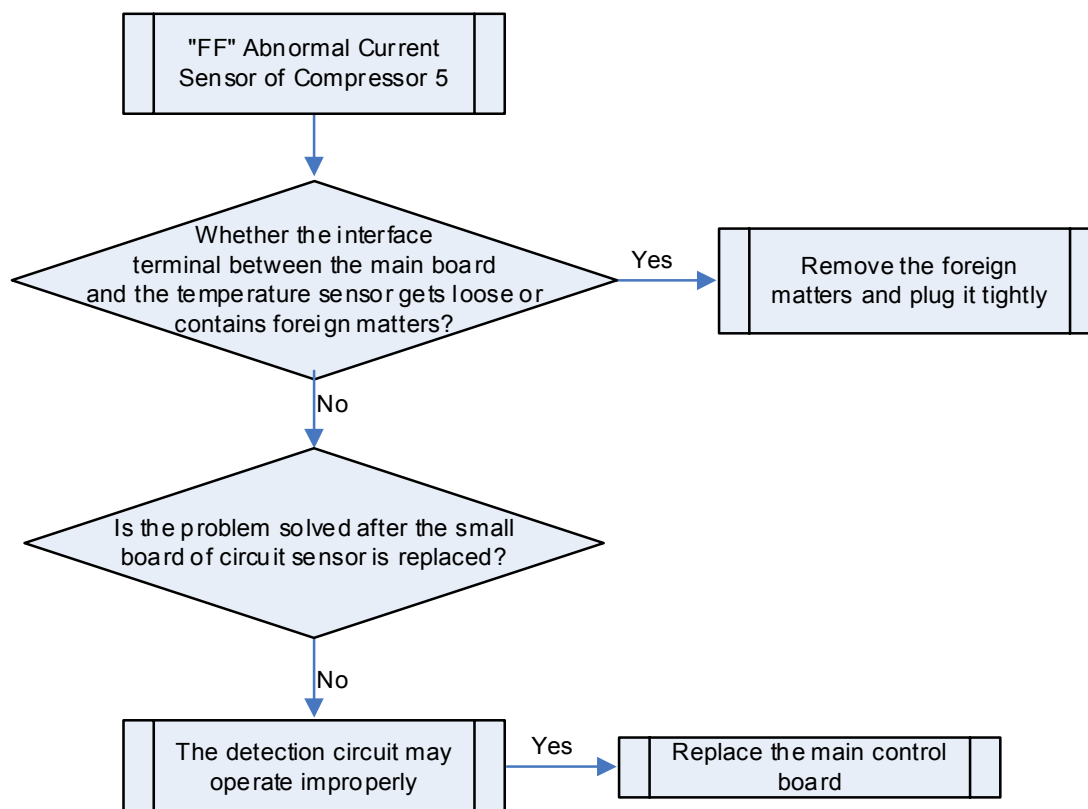 "FF" Abnormal Current
Sensor of Compressor 5
Whether the interface
terminal between the main board
and the temperature sensor gets loose or
contains foreign matters?
Yes
Remove the foreign
matters and plug it tightly
No
Is the problem solved after the small
board of circuit sensor is replaced?
No
The detection circuit may
operate improperly
Yes
Replace the main control
board